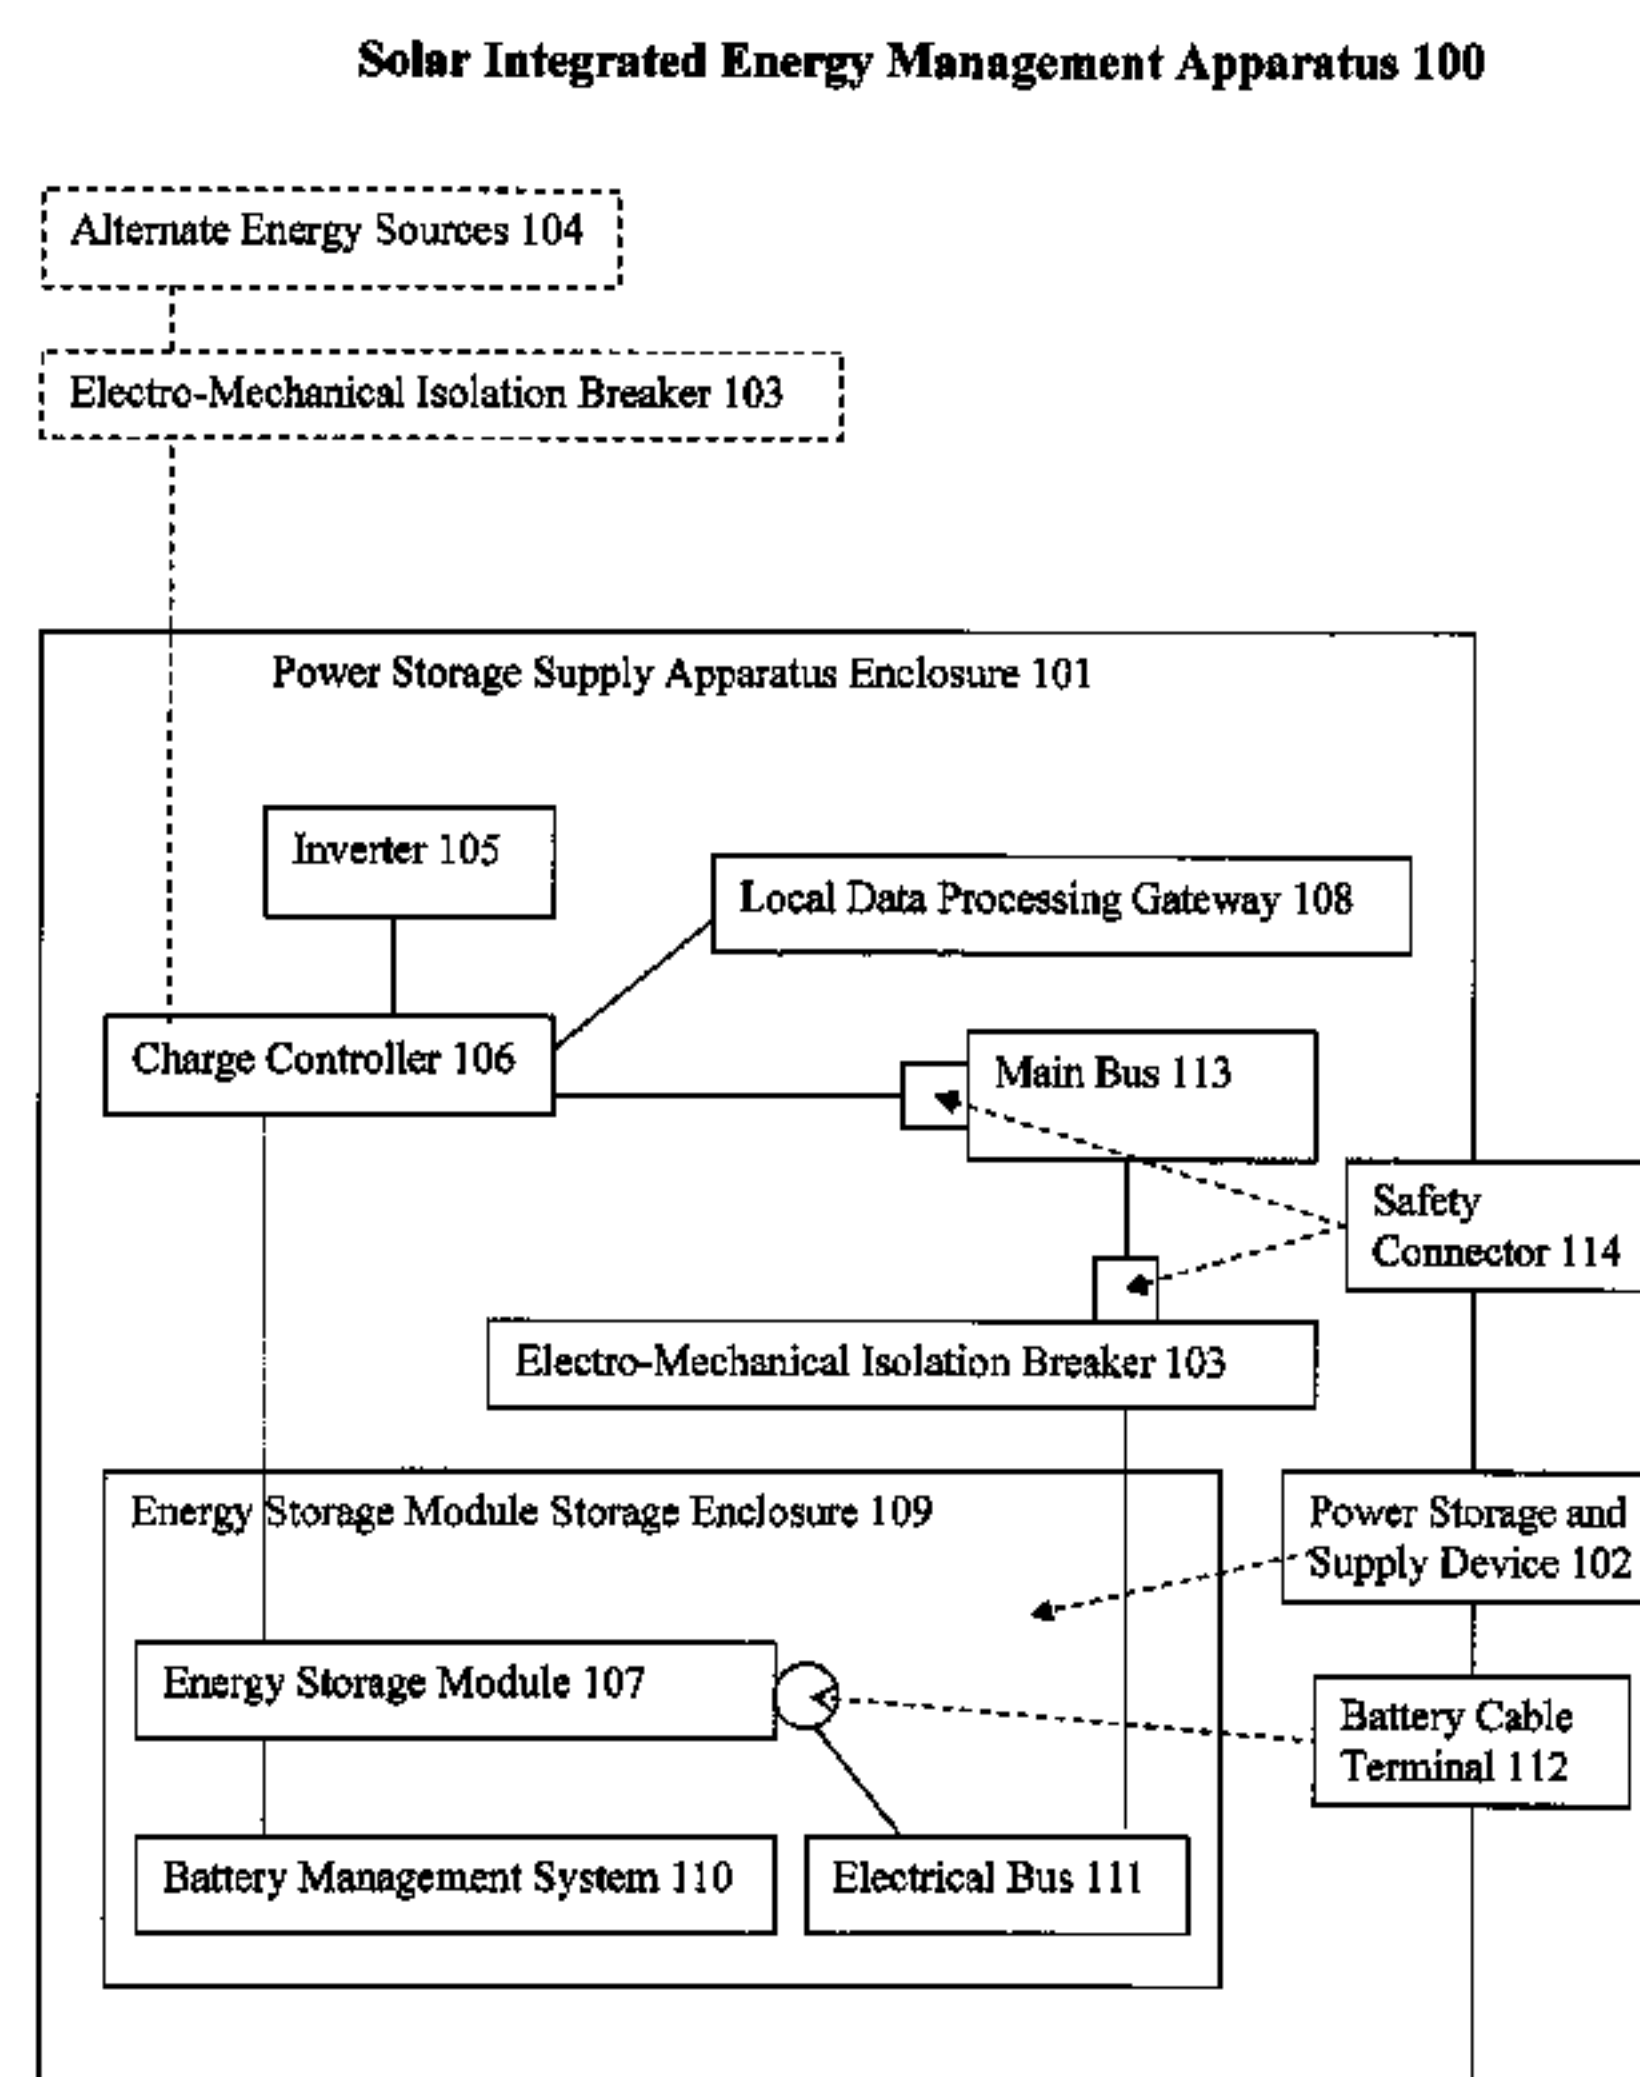 Solar Integrated Energy Management Apparatus 100
Alternate Energy Sources 104
Electro-Mechanical Isolation Breaker 103
Power Storage Supply Apparatus Enclosure 101
Inverter 105
Local Data Processing Gateway 108
Charge Controller 106
Main Bus 113
Safety
Connector 114
Electro-Mechanical Isolation Breaker 103
Energy Storage Module Storage Enclosure 109
Power Storage and
Supply Device 102
Energy Storage Module 107
Battery Cable
Terminal 112
Battery Management System 110
Electrical Bus 111